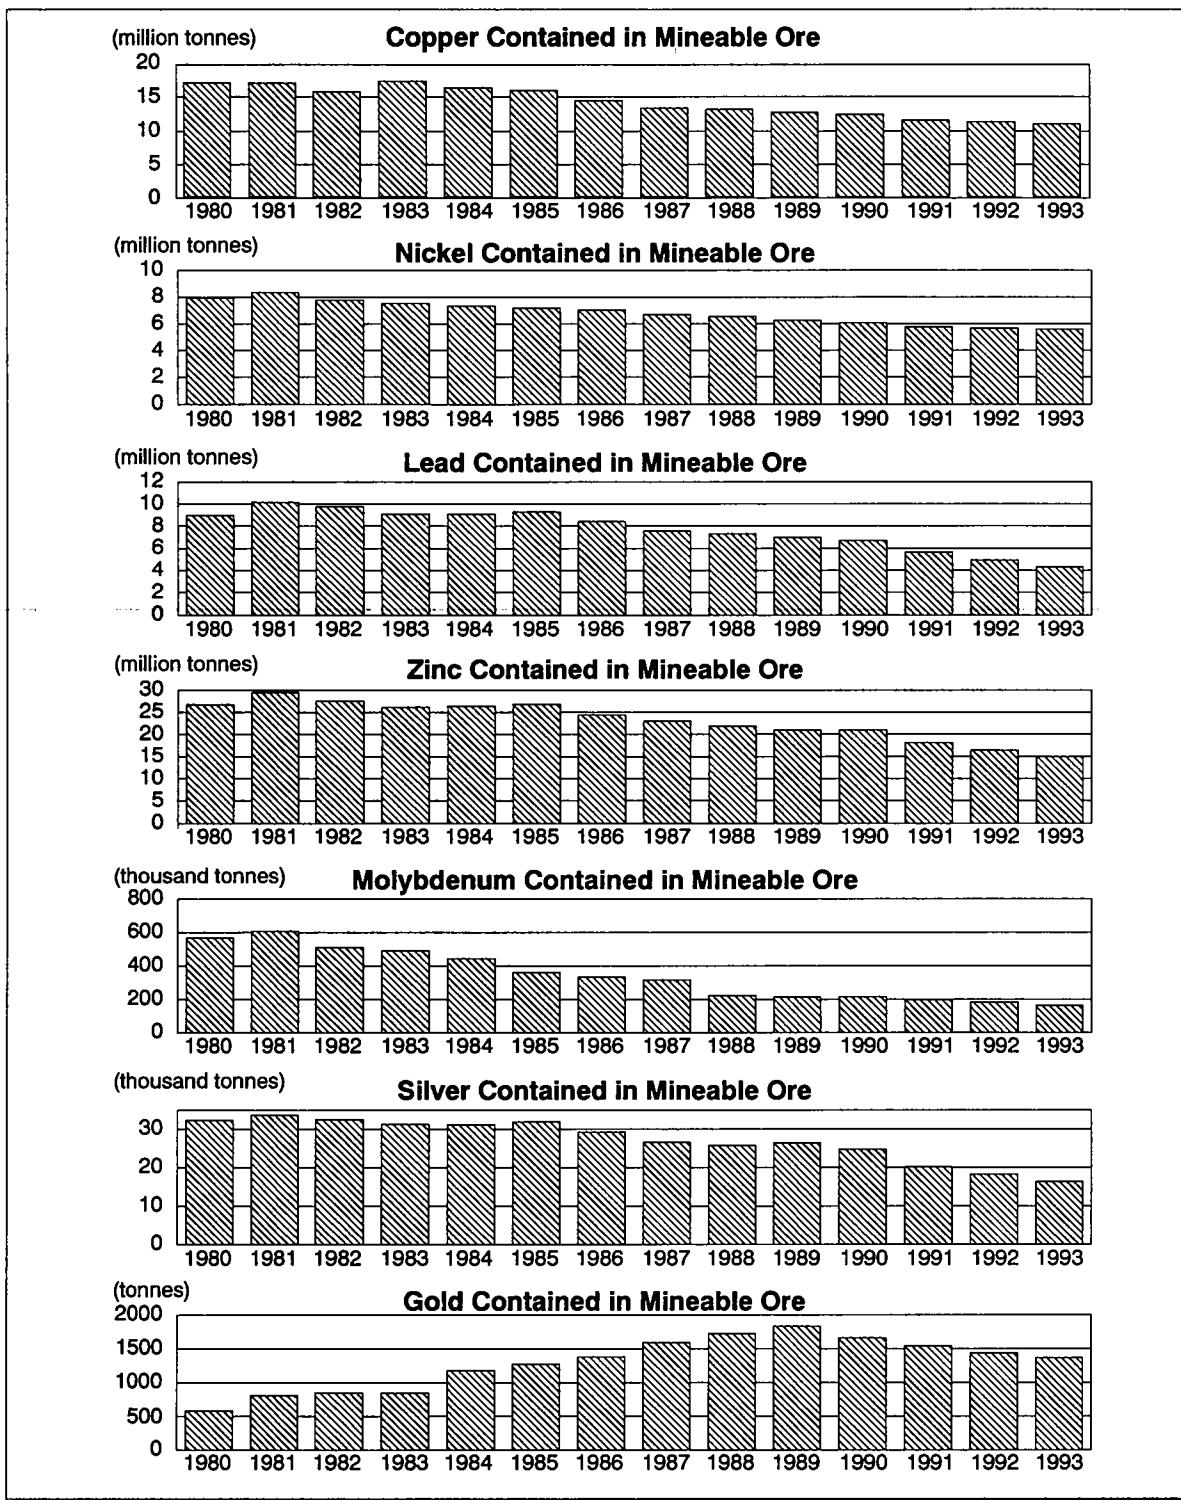 (million tonnes) Copper Contained in Mineable Ore
20
15
10
5
0
1980 1981 1982 1983 1984 1985 1986 1987 1988 1989 1990 1991 1992 1993
(million tonnes) Nickel Contained in Mineable Ore
10
8
6
4
2
0
1980 1981 1982 1983 1984 1985 1986 1987 1988 1989 1990 1991 1992 1993
(million tonnes) Lead Contained in Mineable Ore
12
10
8
6
4
2
0
1980 1981 1982 1983 1984 1985 1986 1987 1988 1989 1990 1991 1992 1993
(million tonnes) Zinc Contained in Mineable Ore
30
25
20
15
10
5
0
1980 1981 1982 1983 1984 1985 1986 1987 1988 1989 1990 1991 1992 1993
(thousand tonnes) Molybdenum Contained in Mineable Ore
800
600
400
200
0
1980 1981 1982 1983 1984 1985 1986 1987 1988 1989 1990 1991 1992 1993
(thousand tonnes) Silver Contained in Mineable Ore
30
20
10
0
1980 1981 1982 1983 1984 1985 1986 1987 1988 1989 1990 1991 1992 1993
(tonnes) Gold Contained in Mineable Ore
2000
1500
1000
500
0
1980 1981 1982 1983 1984 1985 1986 1987 1988 1989 1990 1991 1992 1993